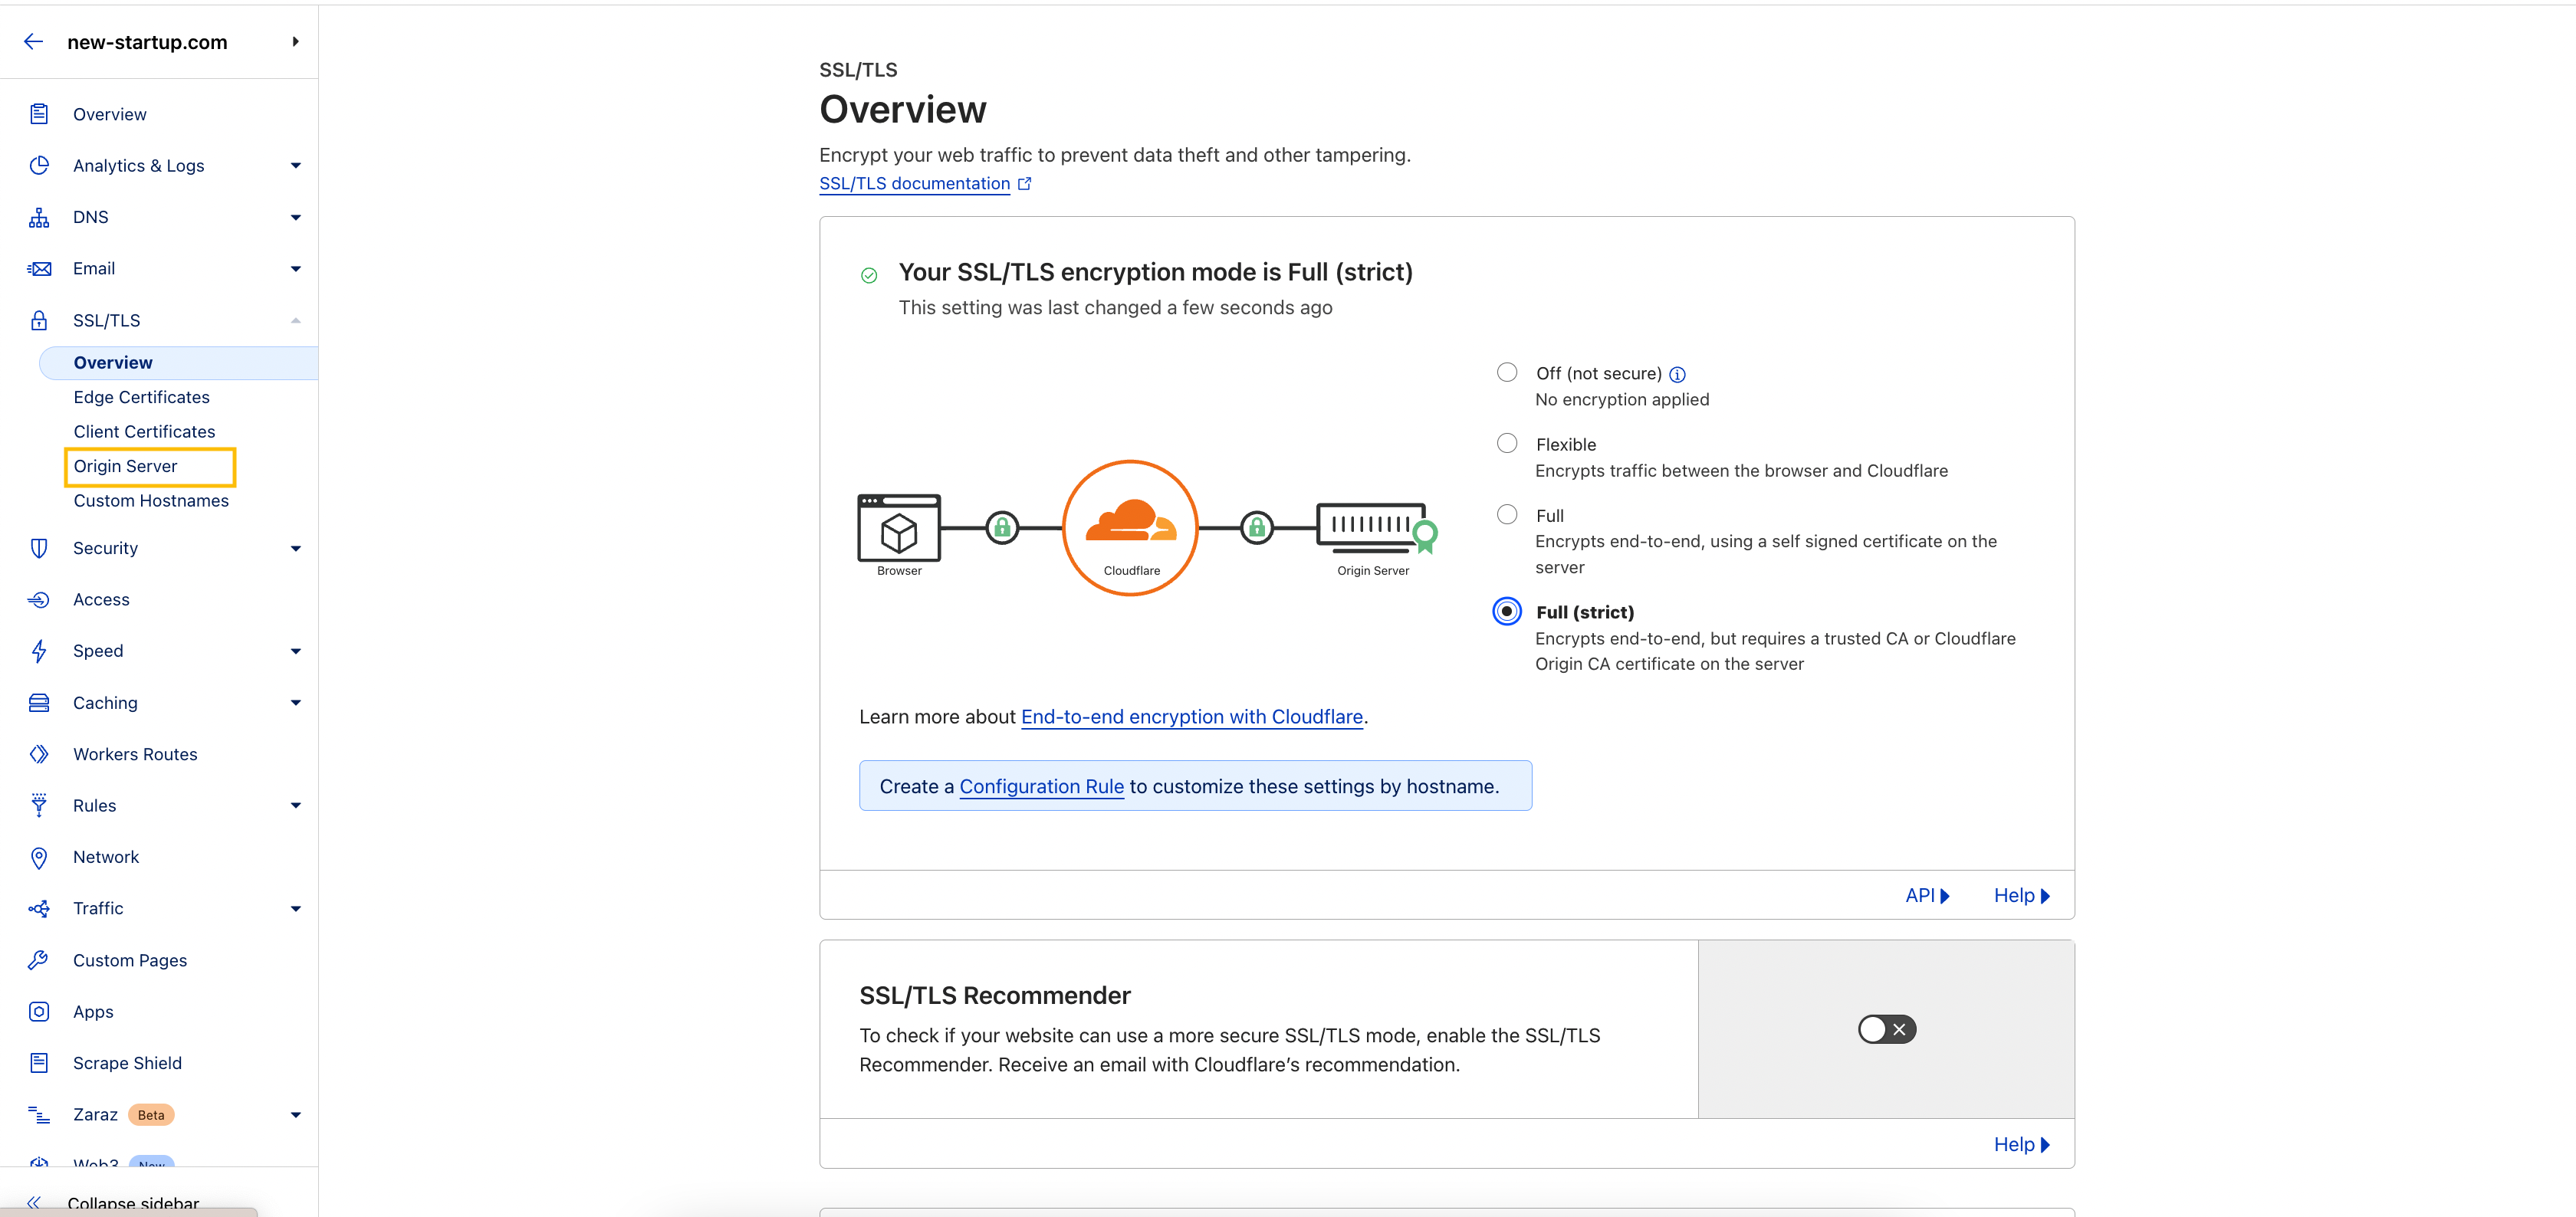 new-startup.com
Overview
Analytics & Logs
DNS
Email
SSL/TLS
Overview
Edge Certificates
Client Certificates
Origin Server
Custom Hostnames
Security
Access
Speed
Caching
Workers Routes
Rules
Network
Traffic
Custom Pages
Apps
Scrape Shield
Zaraz Beta
Web3 New
Collapse sidebar
SSL/TLS
Overview
Encrypt your web traffic to prevent data theft and other tampering.
SSL/TLS documentation
Your SSL/TLS encryption mode is Full (strict)
This setting was last changed a few seconds ago
Browser
Cloudflare
Origin Server
Off (not secure)
No encryption applied
Flexible
Encrypts traffic between the browser and Cloudflare
Full
Encrypts end-to-end, using a self signed certificate on the
server
Full (strict)
Encrypts end-to-end, but requires a trusted CA or Cloudflare
Origin CA certificate on the server
Learn more about End-to-end encryption with Cloudflare.
Create a Configuration Rule to customize these settings by hostname.
API
Help
SSL/TLS Recommender
To check if your website can use a more secure SSL/TLS mode, enable the SSL/TLS
Recommender. Receive an email with Cloudflare's recommendation.
Help